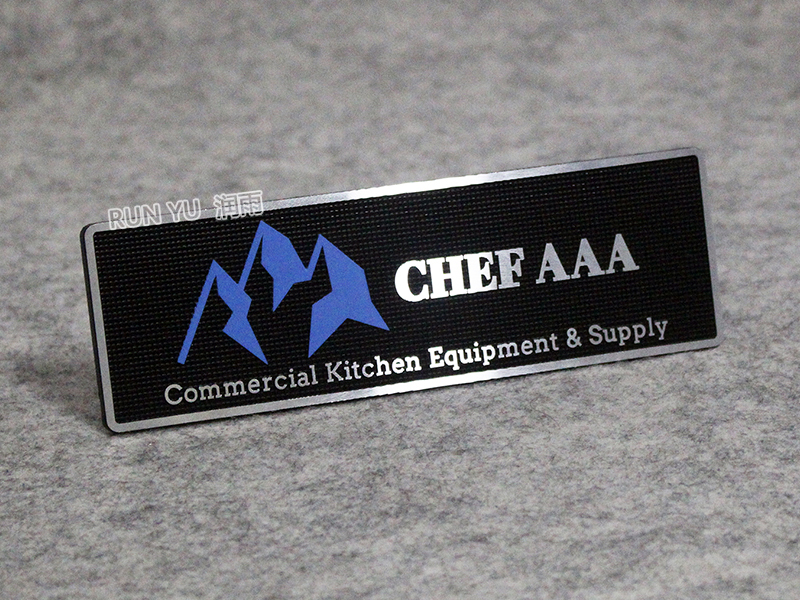 RUN YU 润雨
CHEF AAA
Commercial Kitchen Equipment & Supply